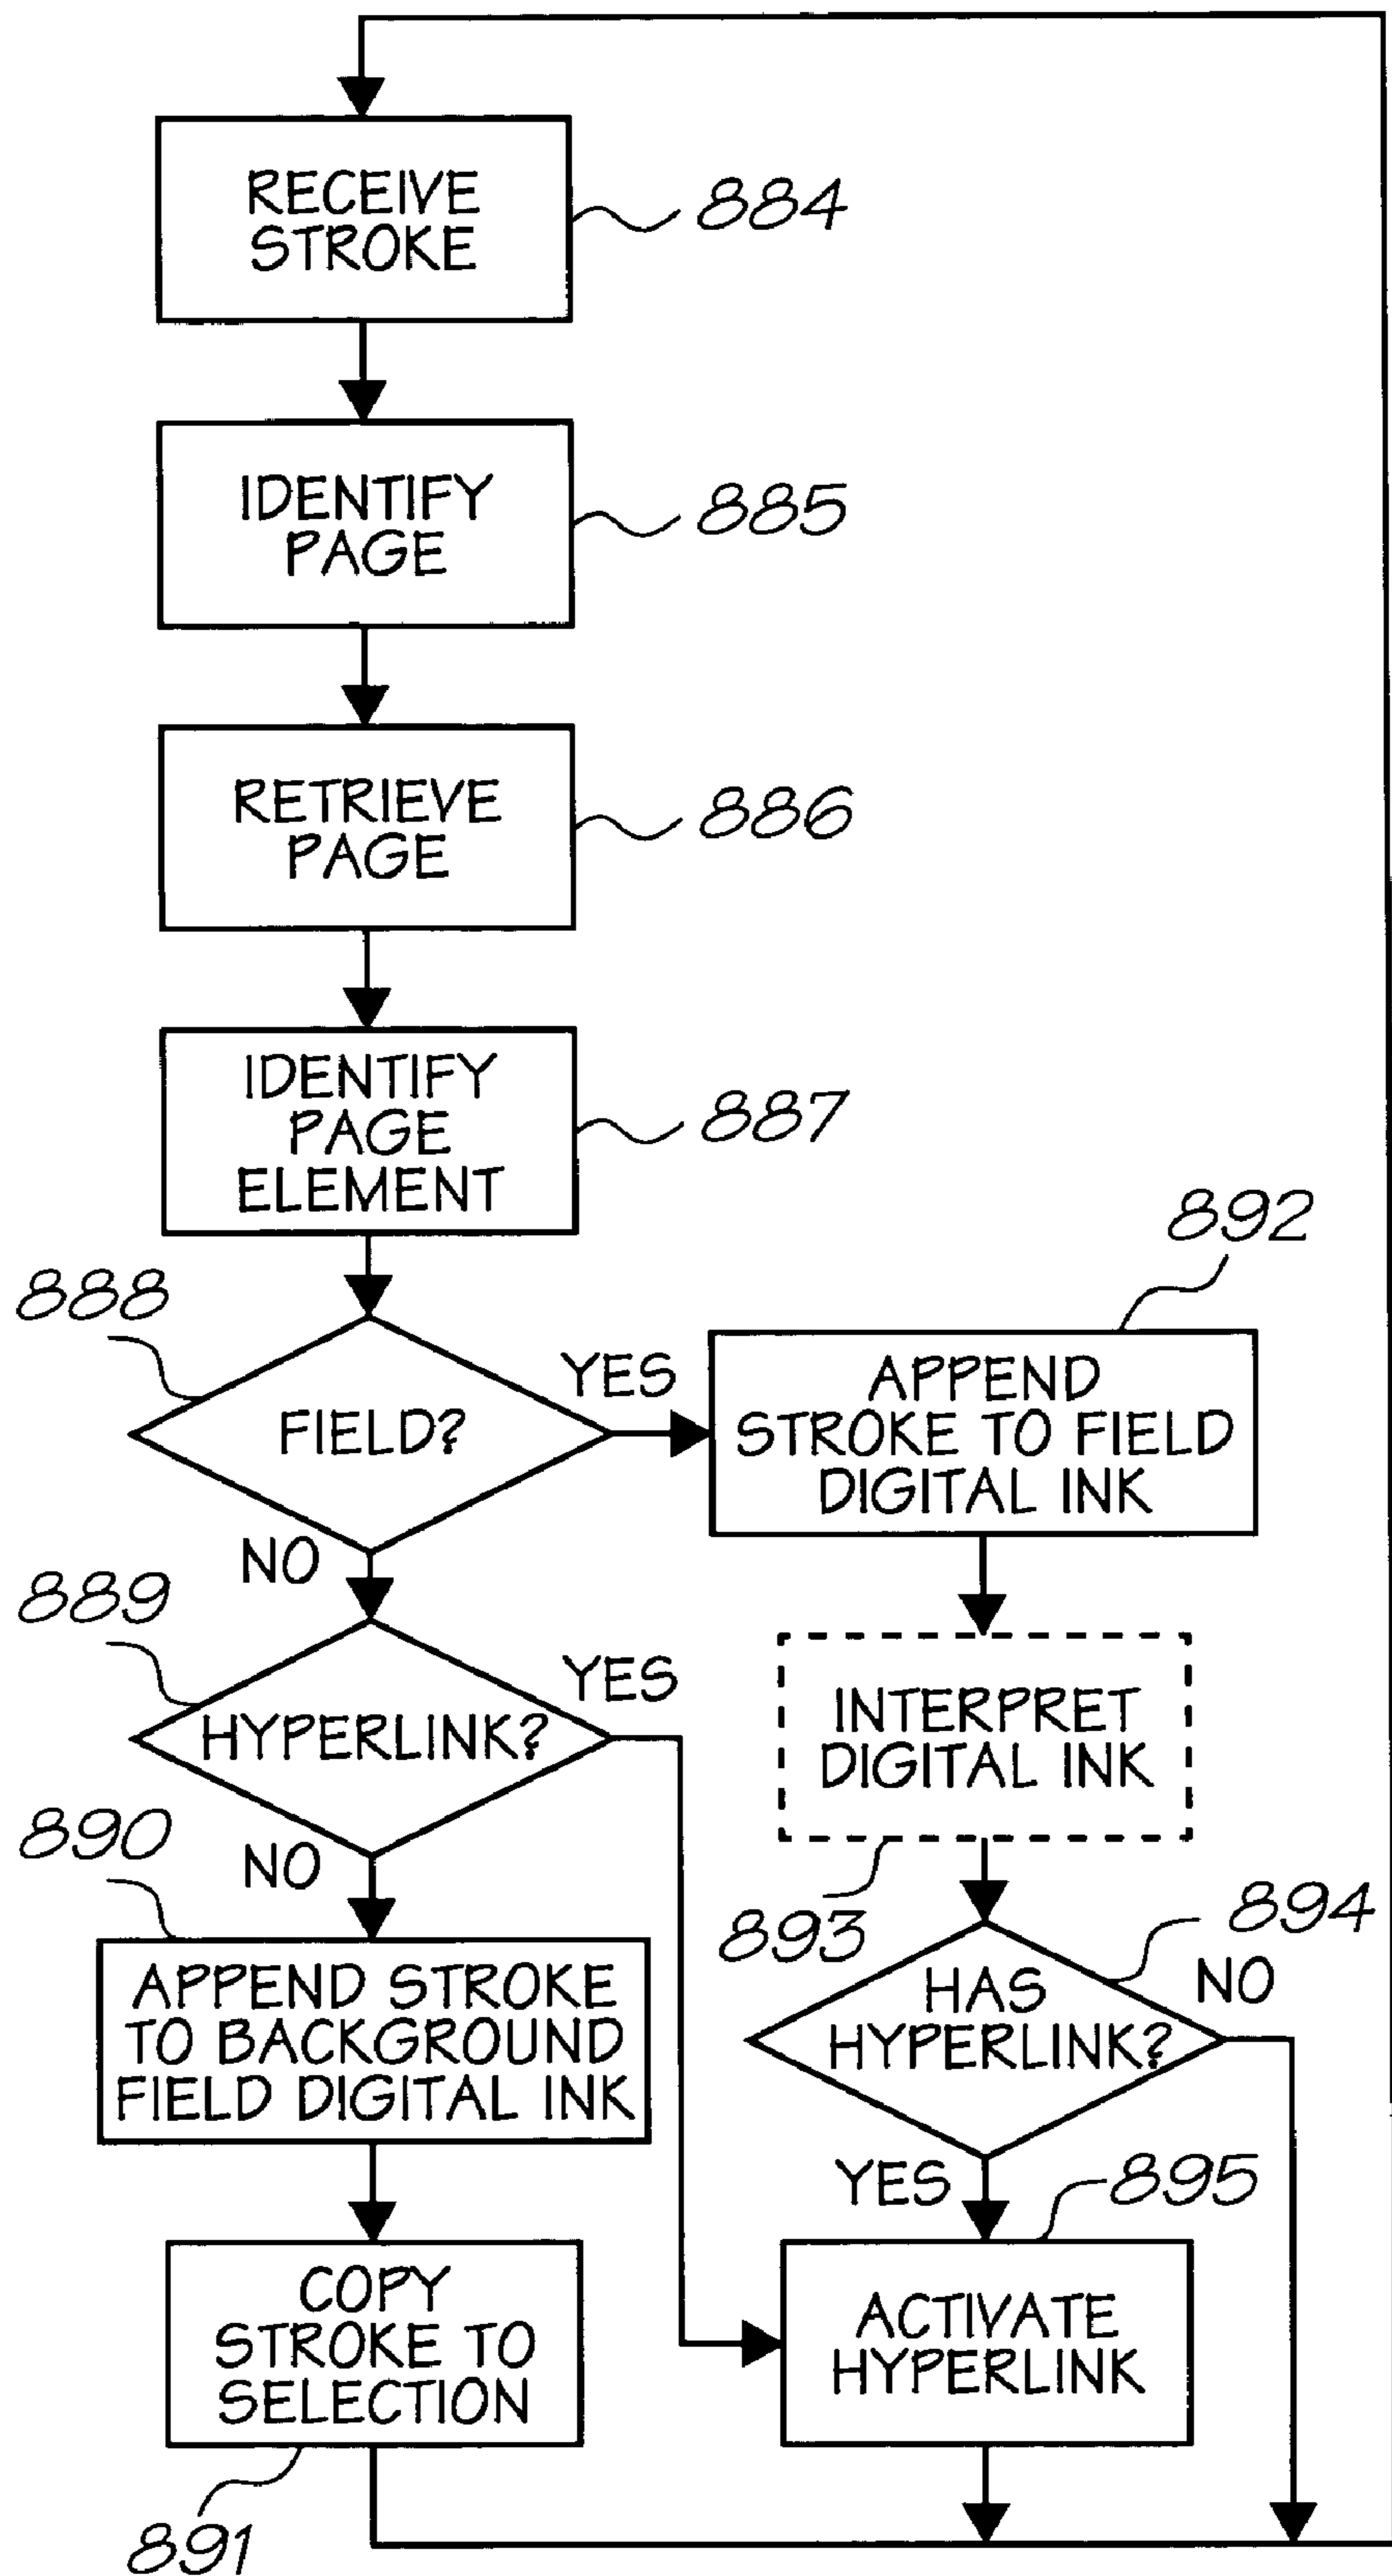 RECEIVE
STROKE
884
IDENTIFY
PAGE
885
RETRIEVE
PAGE
886
IDENTIFY
PAGE
ELEMENT
887
888
FIELD?
YES
NO
892
APPEND
STROKE TO FIELD
DIGITAL INK
889
HYPERLINK?
YES
NO
INTERPRET
DIGITAL INK
893
890
APPEND STROKE
TO BACKGROUND
FIELD DIGITAL INK
894
HAS
HYPERLINK?
NO
YES
895
COPY
STROKE TO
SELECTION
891
ACTIVATE
HYPERLINK